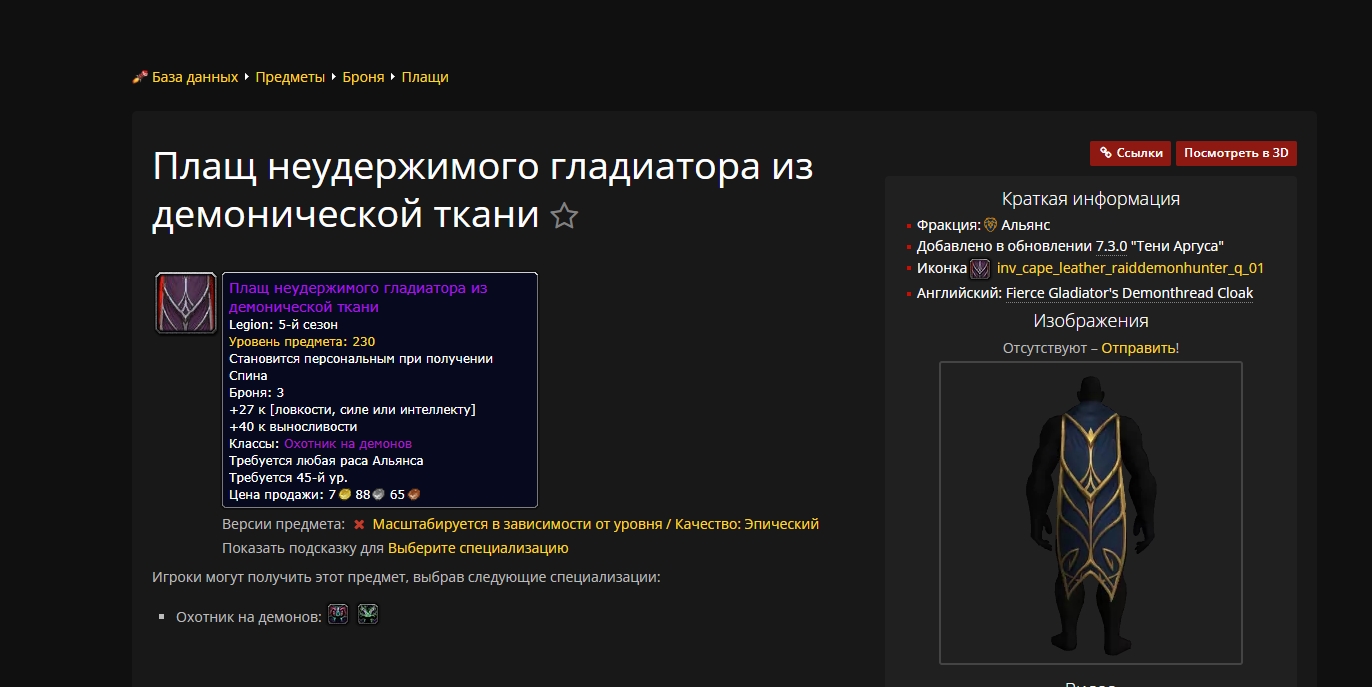 База данных Предметы Броня Плащи
Плащ неудержимого гладиатора из
демонической ткани
Плащ неудержимого гладиатора из
демонической ткани
Legion: 5-й сезон
Уровень предмета: 230
Становится персональным при получении
Спина
Броня: 3
+27 к [ловкости, силе или интеллекту]
+40 к выносливости
Классы: Охотник на демонов
Требуется любая раса Альянса
Требуется 45-й ур.
Цена продажи: 7 88 65
Версии предмета: Масштабируется в зависимости от уровня / Качество: Эпический
Показать подсказку для Выберите специализацию
Игроки могут получить этот предмет, выбрав следующие специализации:
Охотник на демонов:
Ссылки Посмотреть в 3D
Краткая информация
Фракция: Альянс
Добавлено в обновлении 7.3.0 "Тени Аргуса"
Иконка inv_cape_leather_raiddemonhunter_q_01
Английский: Fierce Gladiator's Demonthread Cloak
Изображения
Отсутствуют – Отправить!